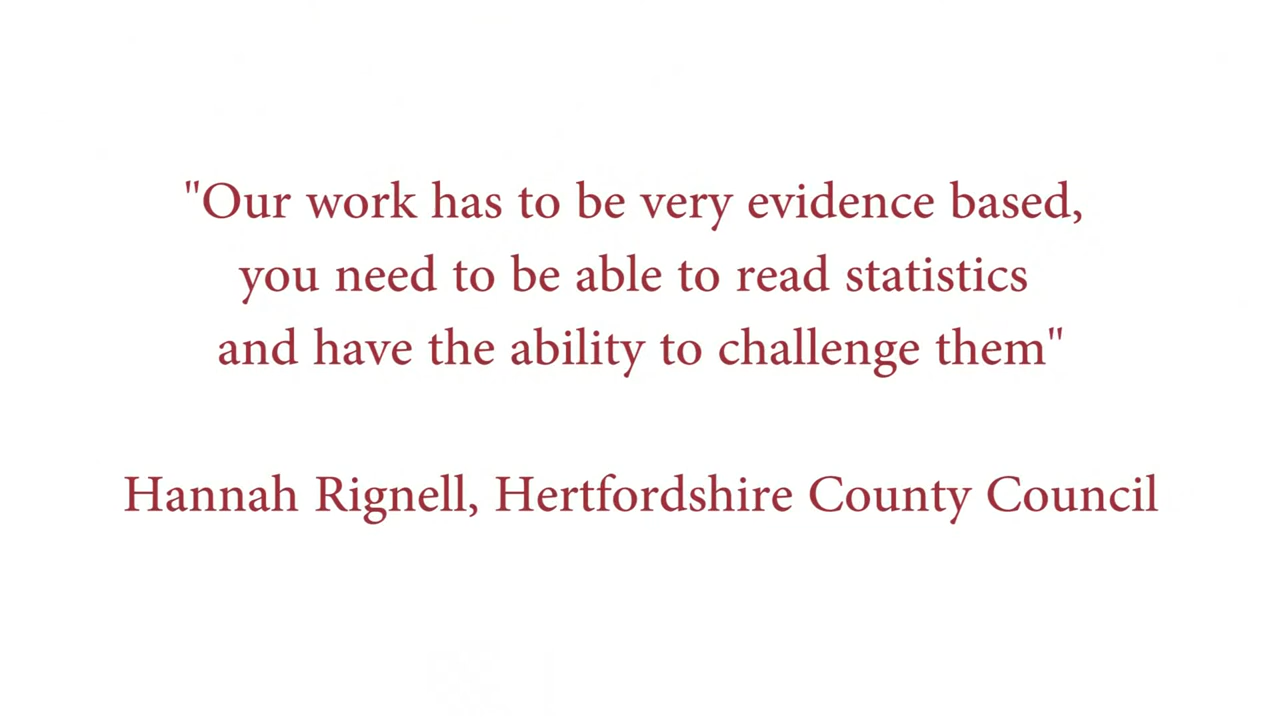 "Our work has to be very evidence based,
you need to be able to read statistics
and have the ability to challenge them"
Hannah Rignell, Hertfordshire County Council